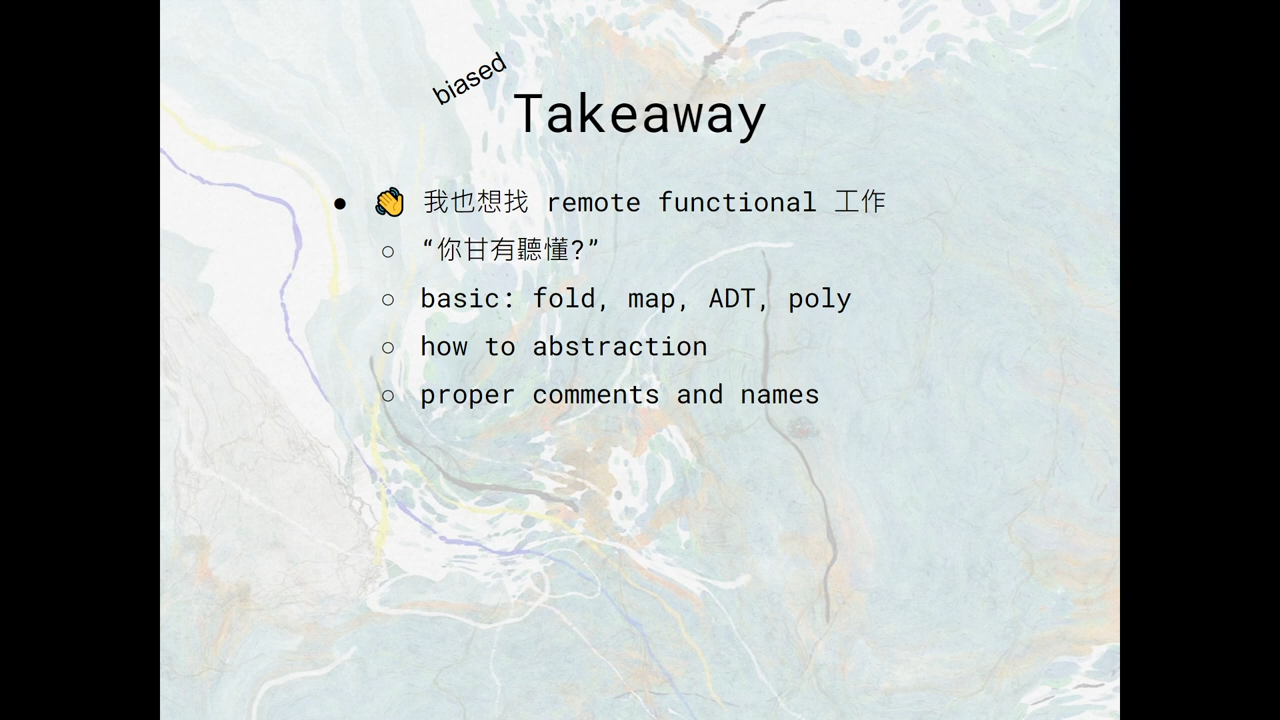 biased
Takeaway
● 👋 我也想找 remote functional 工作
○ “你甘有聽懂?”
○ basic: fold, map, ADT, poly
○ how to abstraction
○ proper comments and names